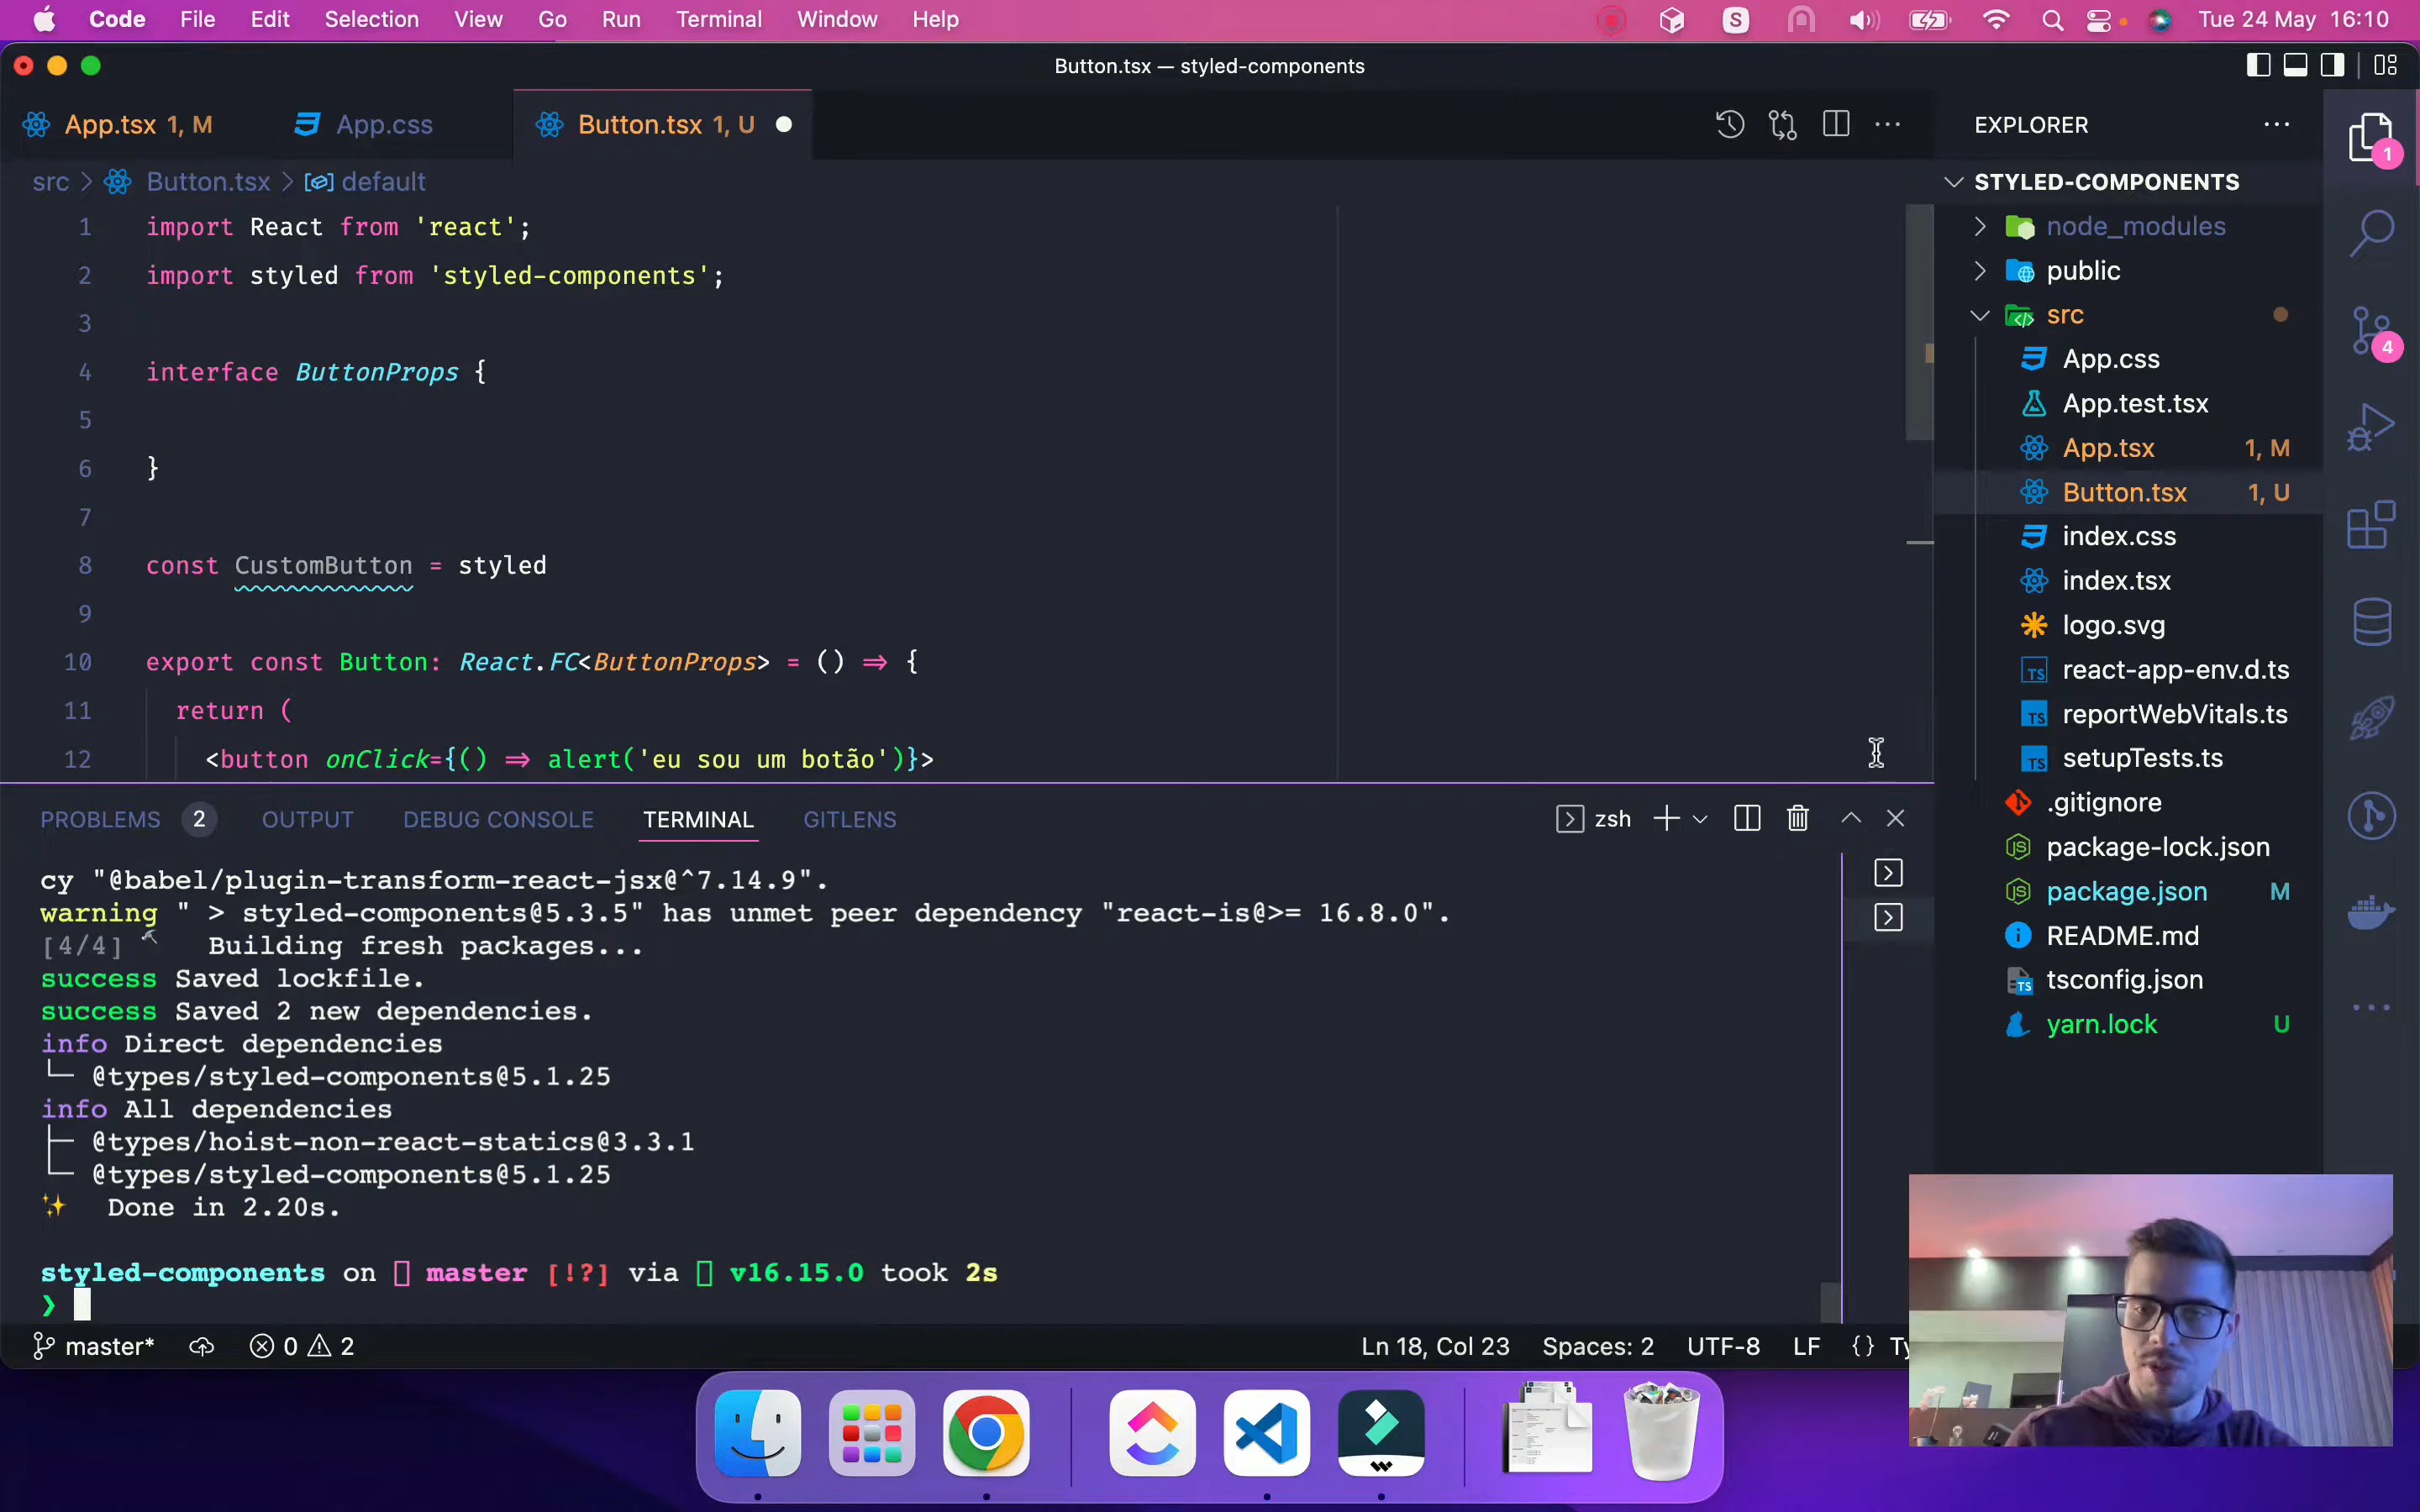 Code File Edit Selection View Go Run Terminal Window Help Tue 24 May 16:10
Button.tsx — styled-components
App.tsx 1, M App.css Button.tsx 1, U
src > Button.tsx > default
1 import React from 'react';
2 import styled from 'styled-components';
3
4 interface ButtonProps {
5
6 }
7
8 const CustomButton = styled
9
10 export const Button: React.FC<ButtonProps> = () ⇒ {
11 return (
12 <button onClick={() ⇒ alert('eu sou um botão')}>
EXPLORER
STYLED-COMPONENTS
node_modules
public
src
App.css
App.test.tsx
App.tsx 1, M
Button.tsx 1, U
index.css
index.tsx
logo.svg
react-app-env.d.ts
reportWebVitals.ts
setupTests.ts
.gitignore
package-lock.json
package.json M
README.md
tsconfig.json
yarn.lock U
1
4
PROBLEMS 2 OUTPUT DEBUG CONSOLE TERMINAL GITLENS zsh
cy "@babel/plugin-transform-react-jsx@^7.14.9".
warning " > styled-components@5.3.5" has unmet peer dependency "react-is@>= 16.8.0".
[4/4] Building fresh packages...
success Saved lockfile.
success Saved 2 new dependencies.
info Direct dependencies
└─ @types/styled-components@5.1.25
info All dependencies
├─ @types/hoist-non-react-statics@3.3.1
└─ @types/styled-components@5.1.25
✨ Done in 2.20s.
styled-components on master [!?] via v16.15.0 took 2s
❯
master* 0 2 Ln 18, Col 23 Spaces: 2 UTF-8 LF {} Ty